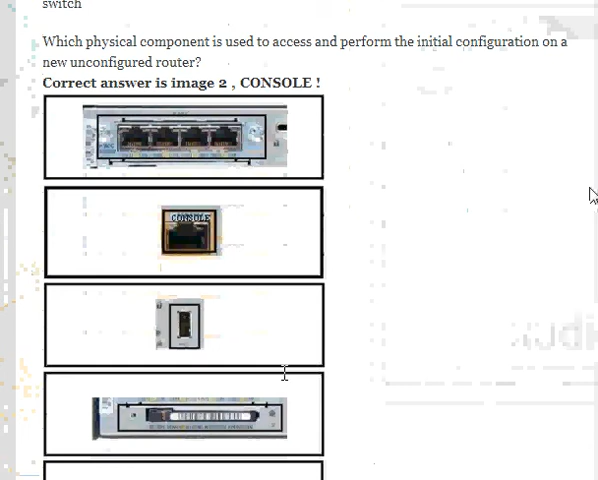 switch
Which physical component is used to access and perform the initial configuration on a
new unconfigured router?
Correct answer is image 2 , CONSOLE !
CONSOLE